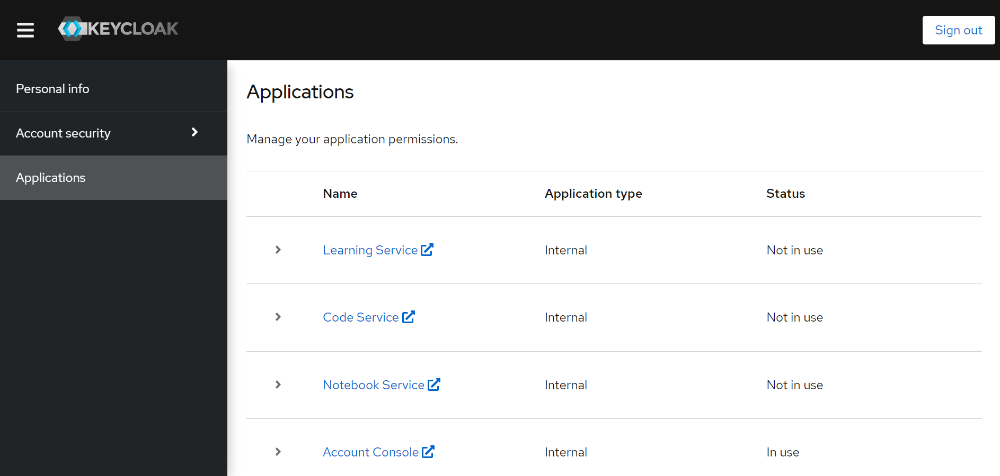 KEYCLOAK
Sign out
Personal info
Account security
Applications
Applications
Manage your application permissions.
Name Application type Status
Learning Service Internal Not in use
Code Service Internal Not in use
Notebook Service Internal Not in use
Account Console Internal In use